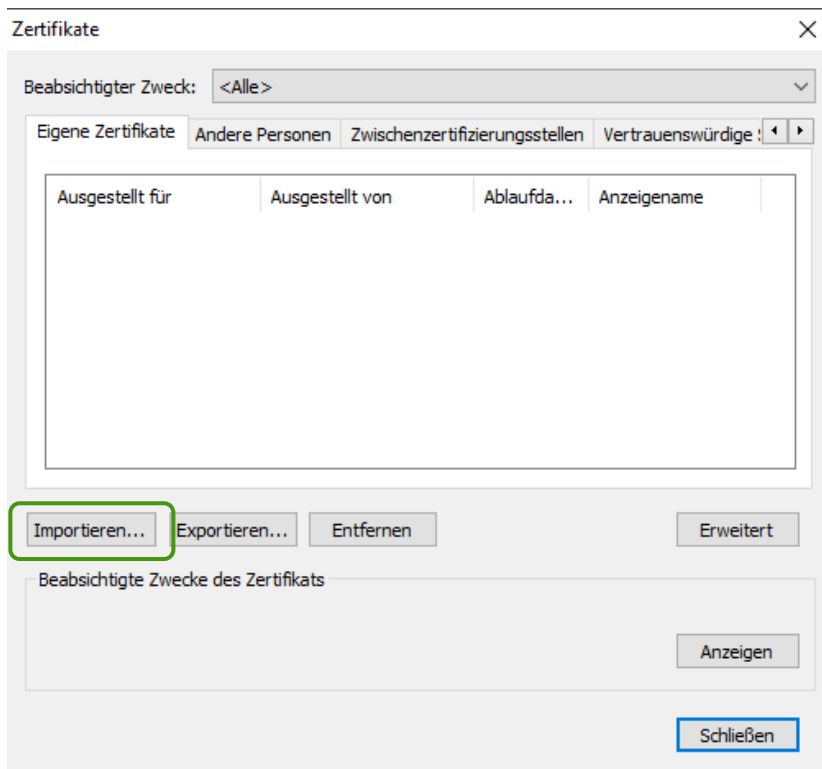 Zertifikate
Beabsichtigter Zweck: <Alle>
Eigene Zertifikate Andere Personen Zwischenzertifizierungsstellen Vertrauenswürdige
Ausgestellt für Ausgestellt von Ablaufda... Anzeigename
Importieren... Exportieren... Entfernen Erweitert
Beabsichtigte Zwecke des Zertifikats
Anzeigen
Schließen